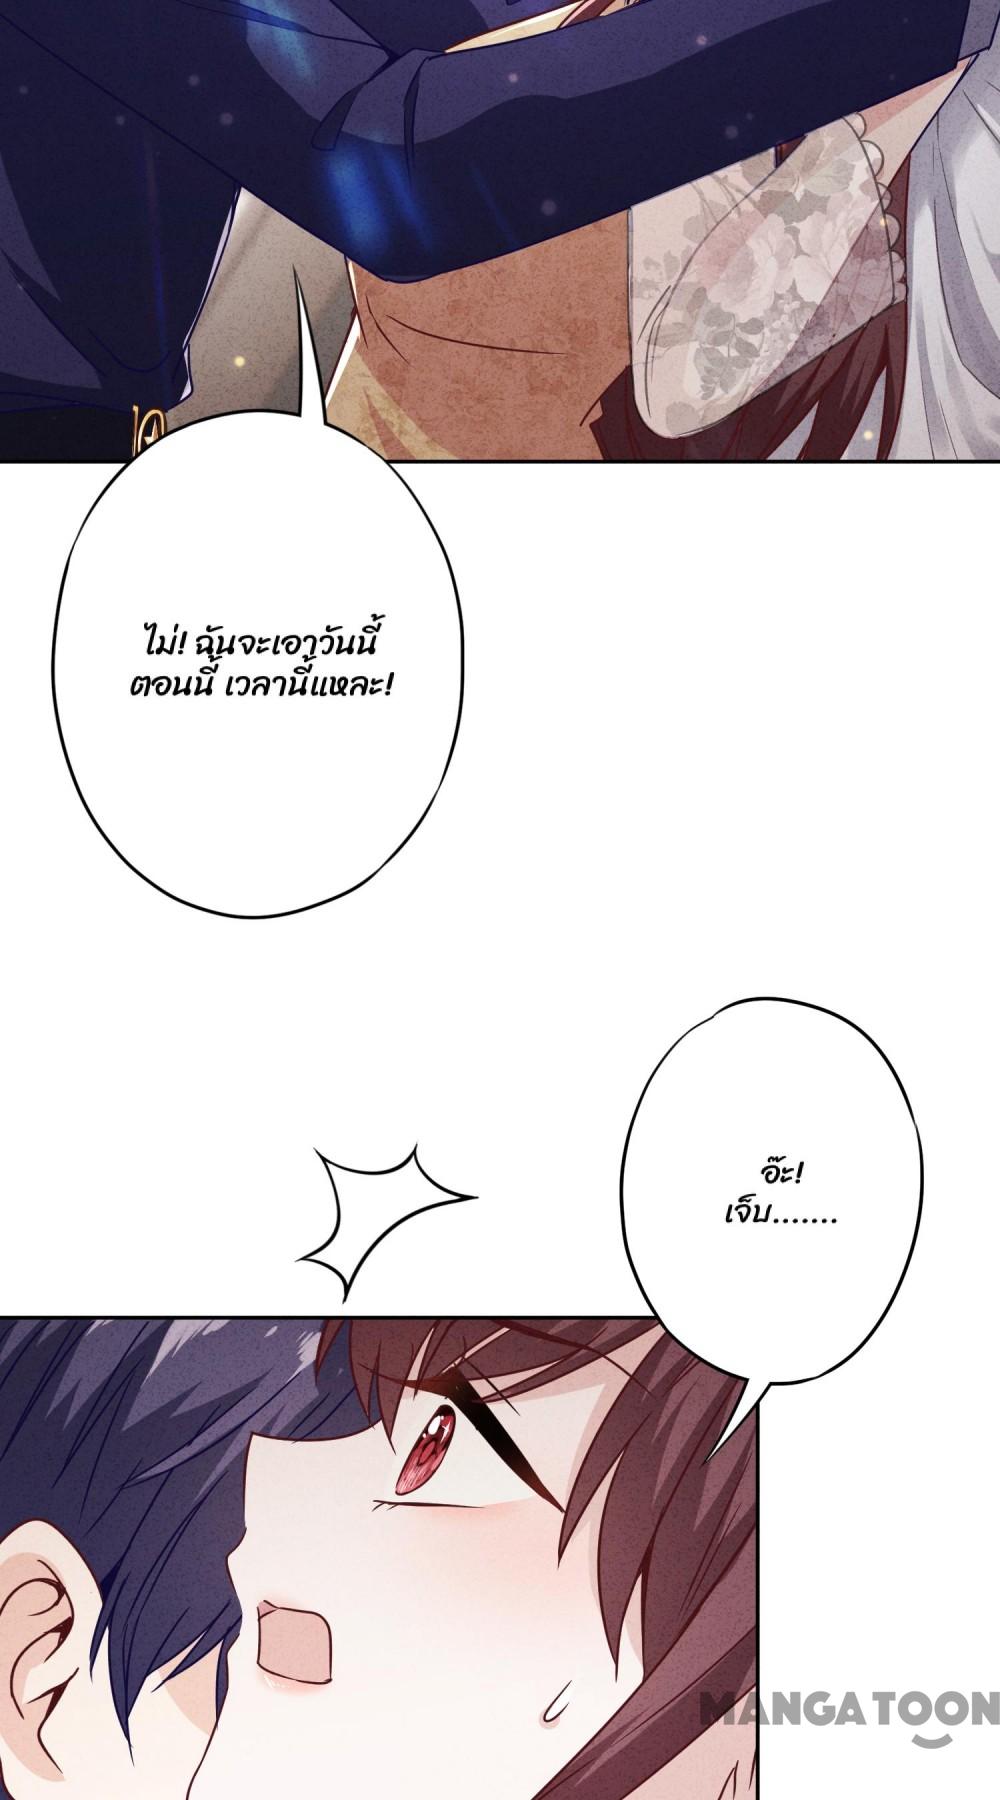 ไม่! ฉันจะเอาวันนี้
ตอนนี้ เวลานี้แหละ!
อ๊ะ!
เจ็บ.......
MANGATOON